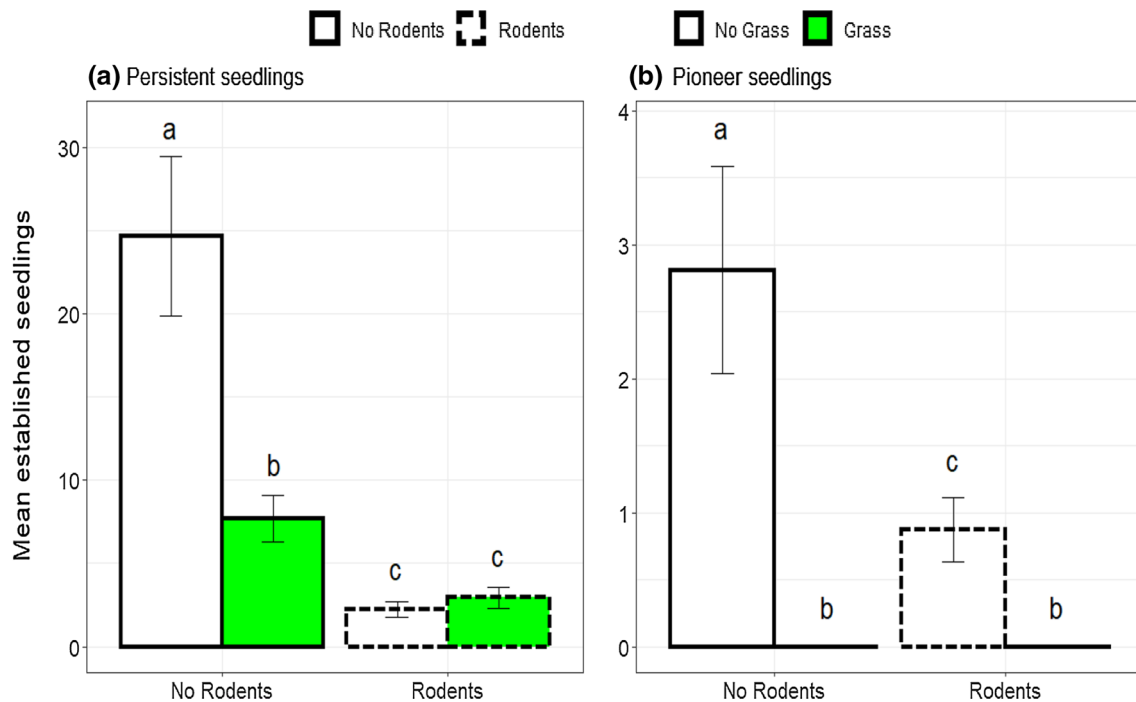 No Rodents Rodents No Grass Grass
(a) Persistent seedlings
(b) Pioneer seedlings
Mean established seedlings
30
20
10
0
a
b
c
c
No Rodents Rodents
4
3
2
1
0
a
b
c
b
No Rodents Rodents